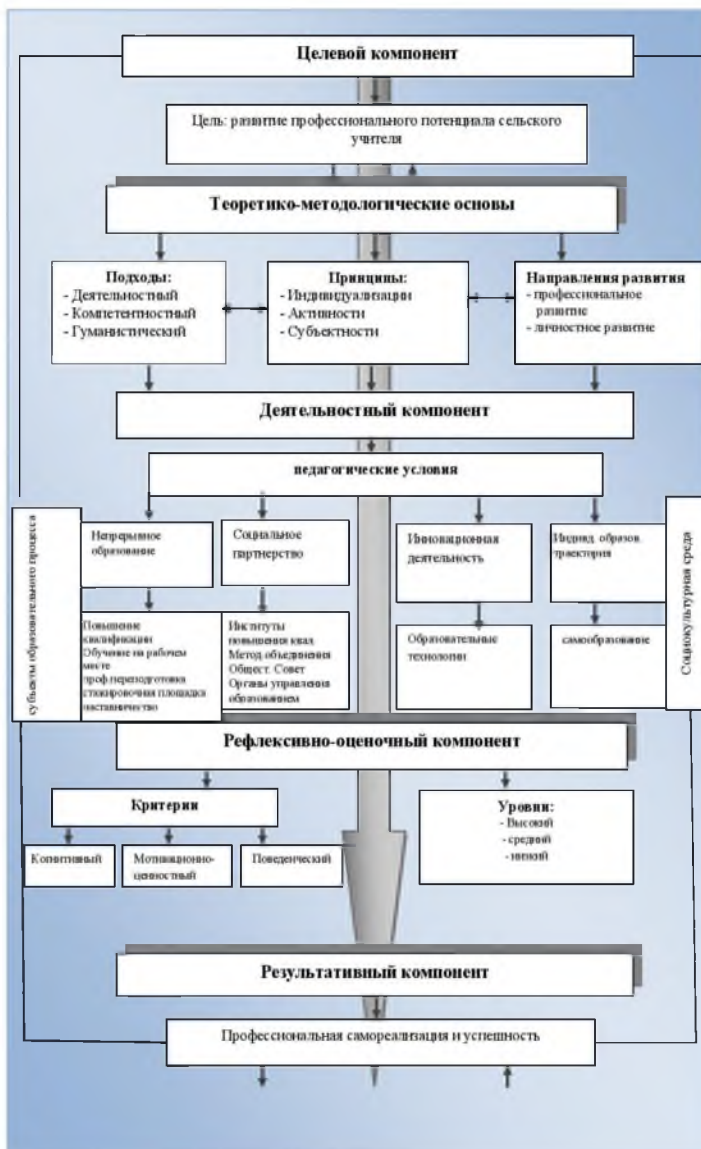 Целевой компонент
Цель: развитие профессионального потенциала сельского
учителя
Теоретико-методологические основы
Подходы:
- Деятельностный
- Компетентностный
- Гуманистический
Принципы:
- Индивидуализации
- Активности
- Субъектности
Направления развития
- профессиональное
развитие
- личностное развитие
Деятельностный компонент
педагогические условия
субъекты образовательного процесса
Непрерывное
образование
Социальное
партнерство
Инновационная
деятельность
Индивид. образов.
траектория
Социокультурная среда
Повышение
квалификации
Обучение на рабочем
месте
проф.переподготовка
стажировочная площадка
наставничество
Институты
повышения квал.
Метод.объединения
Общест. Совет
Органы управления
образованием
Образовательные
технологии
самообразование
Рефлексивно-оценочный компонент
Критерии
Когнитивный
Мотивационно-
ценностный
Поведенческий
Уровни:
- Высокий
- средний
- низкий
Результативный компонент
Профессиональная самореализация и успешность